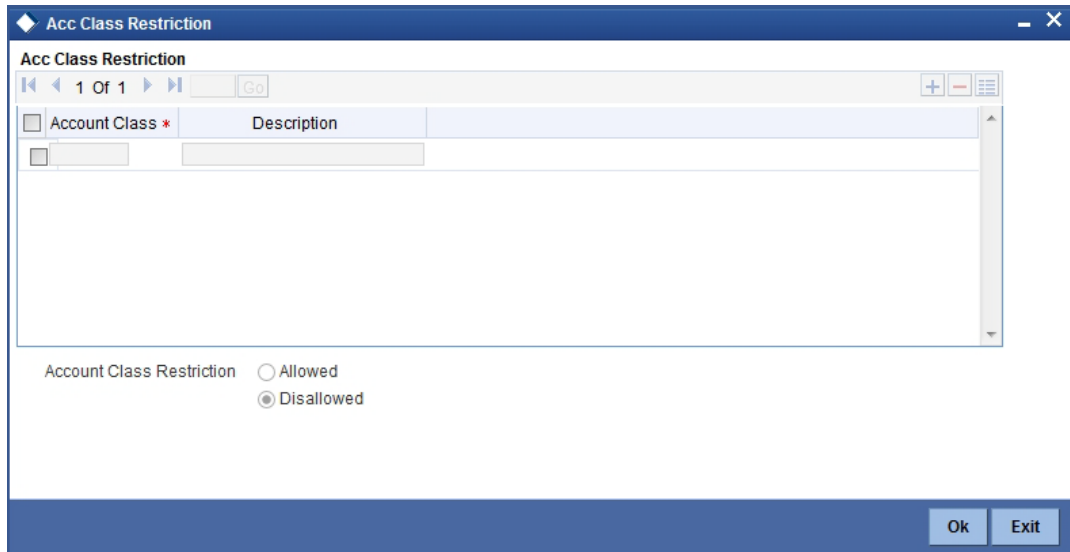 Acc Class Restriction
Acc Class Restriction
1 Of 1 Go
Account Class * Description
Account Class Restriction Allowed
Disallowed
Ok Exit